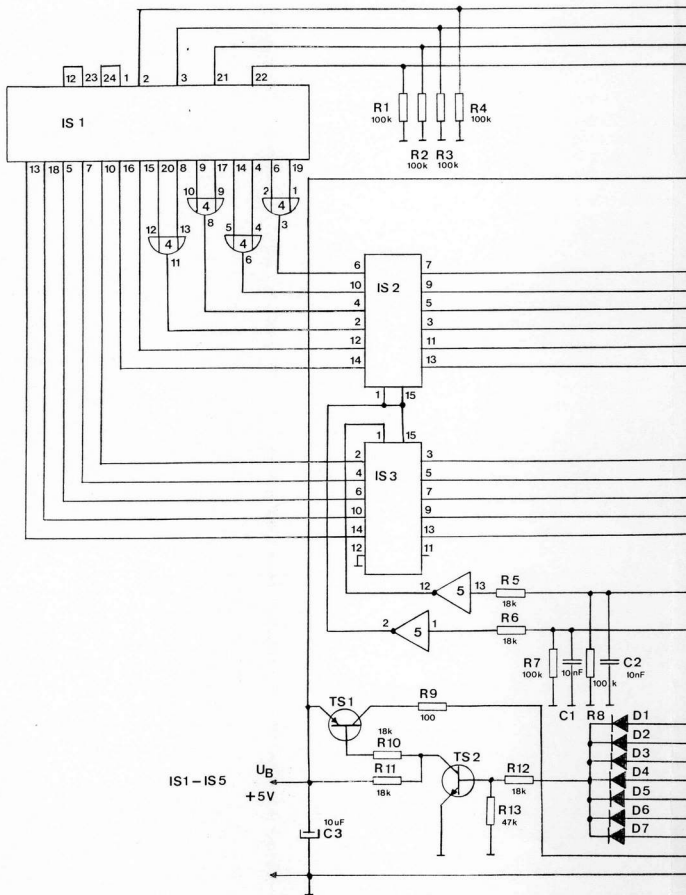 12 23 24 1 2 3 21 22
IS 1
R1 100k
R2 100k
R3 100k
R4 100k
13 18 5 7 10 16 15 20 8 9 17 14 4 6 19
10 9
2 1
4
4
8
3
12 13
5 4
4
4
11
6
6 7
IS 2
10 9
4 5
2 3
12 11
14 13
1 15
1 15
2 3
IS 3
4 5
6 7
10 9
14 13
12 11
12 5 13
R5
18k
2 5 1
R6
18k
R7
100k
10nF
C1
100k
R8
C2
10nF
TS1
R9
100
18k
R10
R11
18k
TS2
R12
18k
R13
47k
D1
D2
D3
D4
D5
D6
D7
IS1–IS5
UB
+5V
10uF
C3